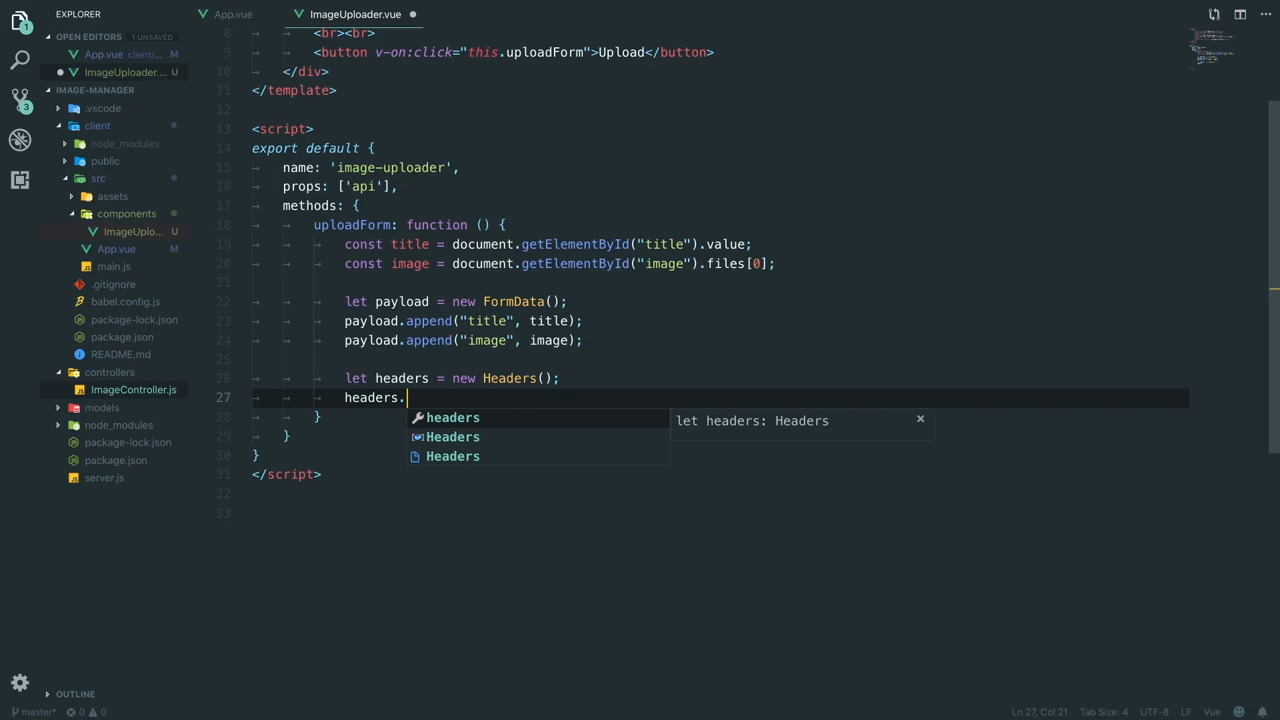 EXPLORER
App.vue
ImageUploader.vue
OPEN EDITORS 1 UNSAVED
App.vue client/... M
ImageUploader.... U
IMAGE-MANAGER
.vscode
client
node_modules
public
src
assets
components
ImageUplo... U
App.vue M
main.js
.gitignore
babel.config.js
package-lock.json
package.json
README.md
controllers
ImageController.js
models
node_modules
package-lock.json
package.json
server.js
OUTLINE
1
3
8 <br><br>
9 <button v-on:click="this.uploadForm">Upload</button>
10 </div>
11 </template>
12
13 <script>
14 export default {
15 name: 'image-uploader',
16 props: ['api'],
17 methods: {
18 uploadForm: function () {
19 const title = document.getElementById("title").value;
20 const image = document.getElementById("image").files[0];
21
22 let payload = new FormData();
23 payload.append("title", title);
24 payload.append("image", image);
25
26 let headers = new Headers();
27 headers.
28 }
29 }
30 }
31 </script>
32
33
headers
Headers
Headers
let headers: Headers
master* 0 0
Ln 27, Col 21 Tab Size: 4 UTF-8 LF Vue